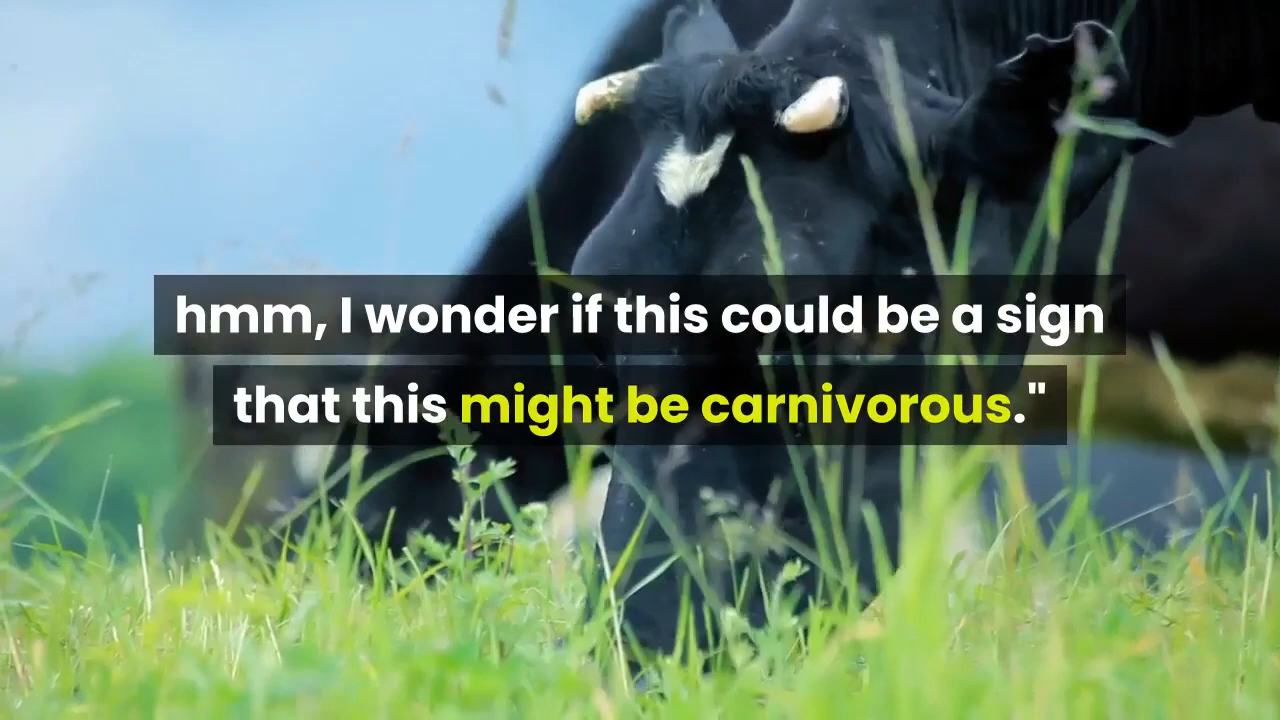 hmm, I wonder if this could be a sign
that this might be carnivorous."